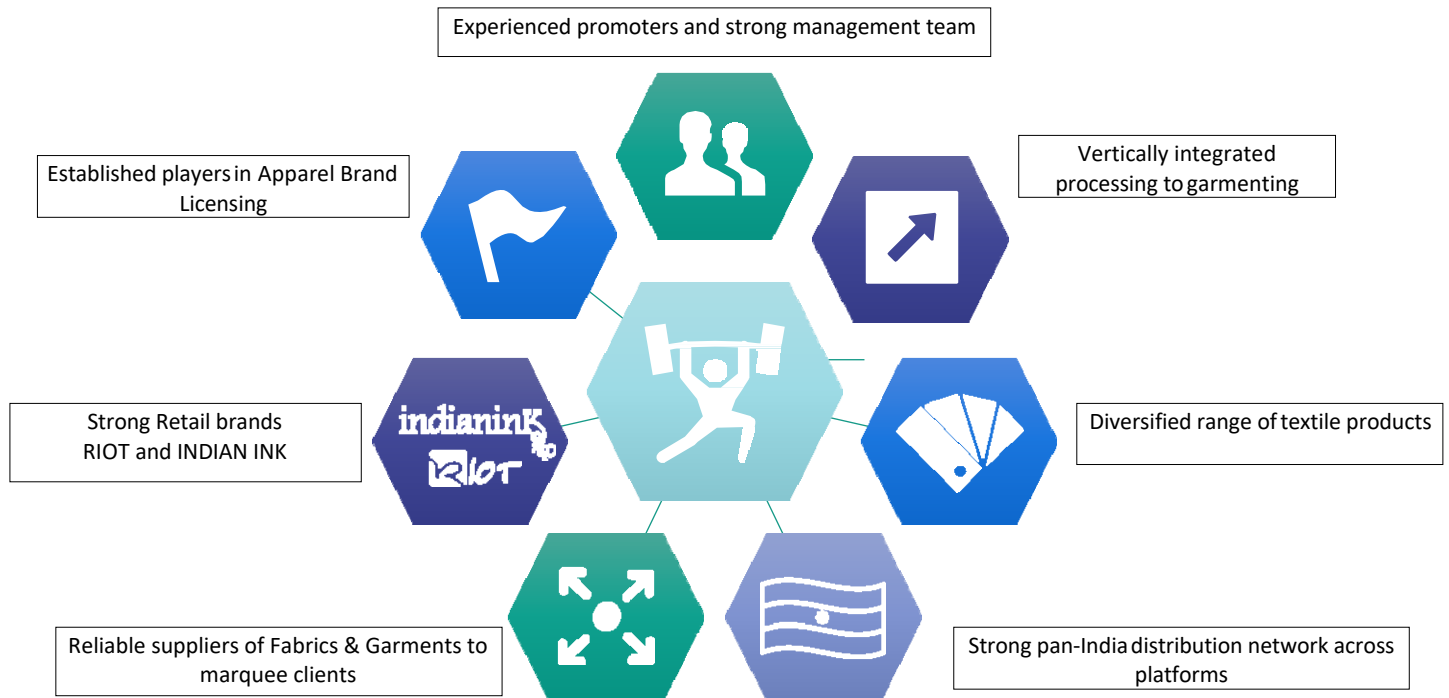 Experienced promoters and strong management team
Established players in Apparel Brand
Licensing
Vertically integrated
processing to garmenting
Strong Retail brands
RIOT and INDIAN INK
indianink
RIOT
Diversified range of textile products
Reliable suppliers of Fabrics & Garments to
marquee clients
Strong pan-India distribution network across
platforms